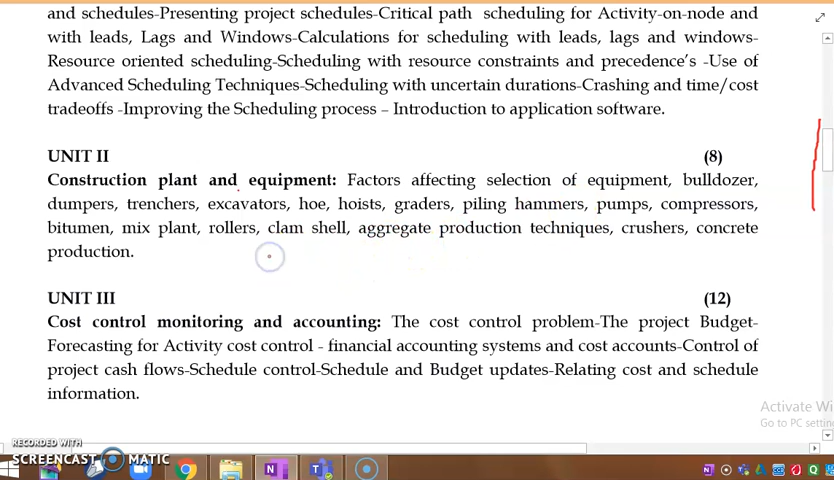 and schedules-Presenting project schedules-Critical path scheduling for Activity-on-node and
with leads, Lags and Windows-Calculations for scheduling with leads, lags and windows-
Resource oriented scheduling-Scheduling with resource constraints and precedence's -Use of
Advanced Scheduling Techniques-Scheduling with uncertain durations-Crashing and time/cost
tradeoffs -Improving the Scheduling process – Introduction to application software.
UNIT II (8)
Construction plant and equipment: Factors affecting selection of equipment, bulldozer,
dumpers, trenchers, excavators, hoe, hoists, graders, piling hammers, pumps, compressors,
bitumen, mix plant, rollers, clam shell, aggregate production techniques, crushers, concrete
production.
UNIT III (12)
Cost control monitoring and accounting: The cost control problem-The project Budget-
Forecasting for Activity cost control - financial accounting systems and cost accounts-Control of
project cash flows-Schedule control-Schedule and Budget updates-Relating cost and schedule
information.
Activate Wi
Go to PC settin
RECORDED WITH
SCREENCAST MATIC